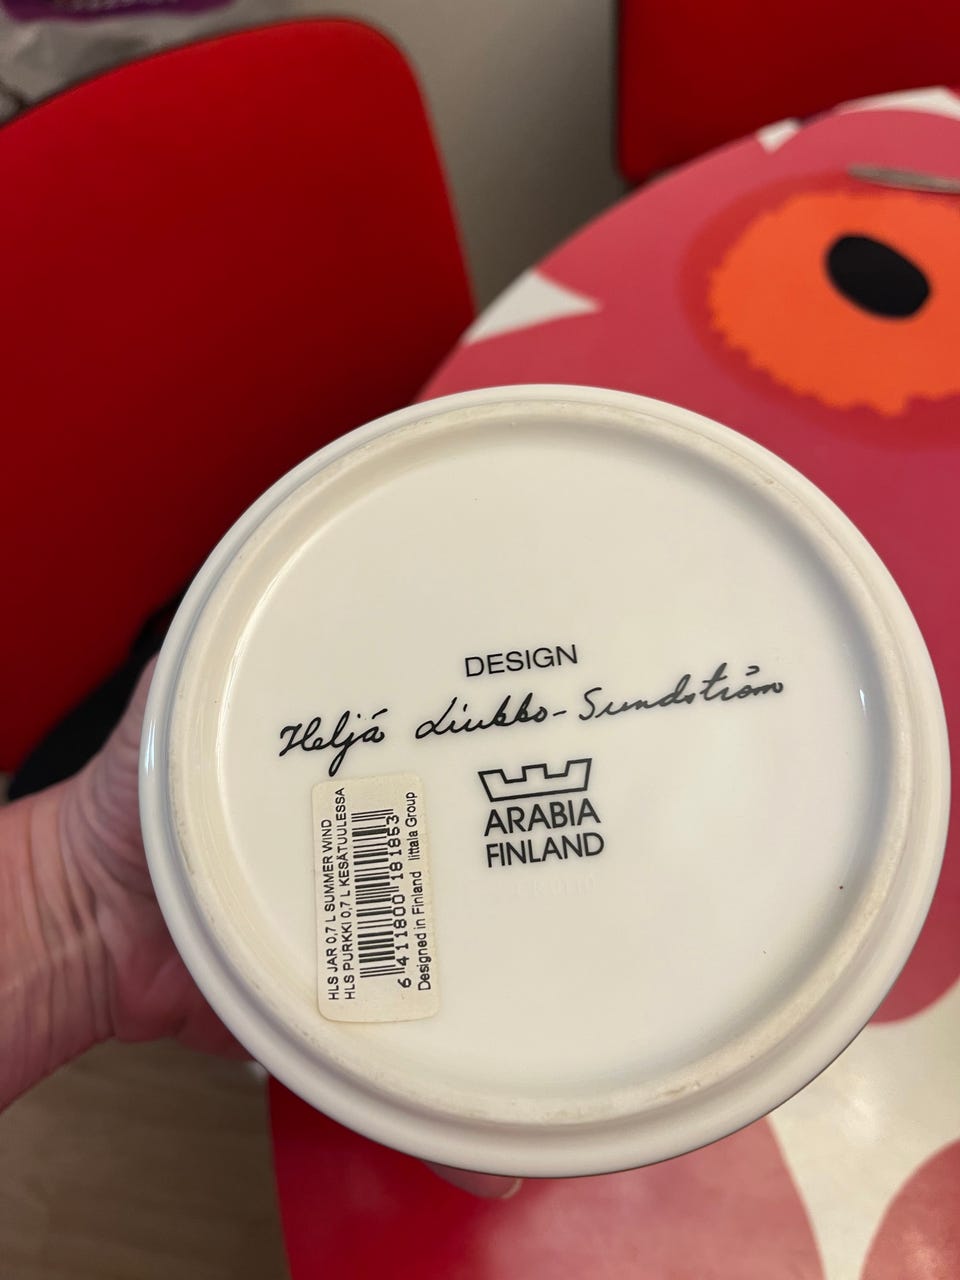 DESIGN
Heljä Liukko-Sundström
ARABIA
FINLAND
HLS JAR 0,7 L SUMMER WIND
HLS PURKKI 0,7 L KESÄTUULESSA
6 411800 181853
Designed in Finland Iittala Group